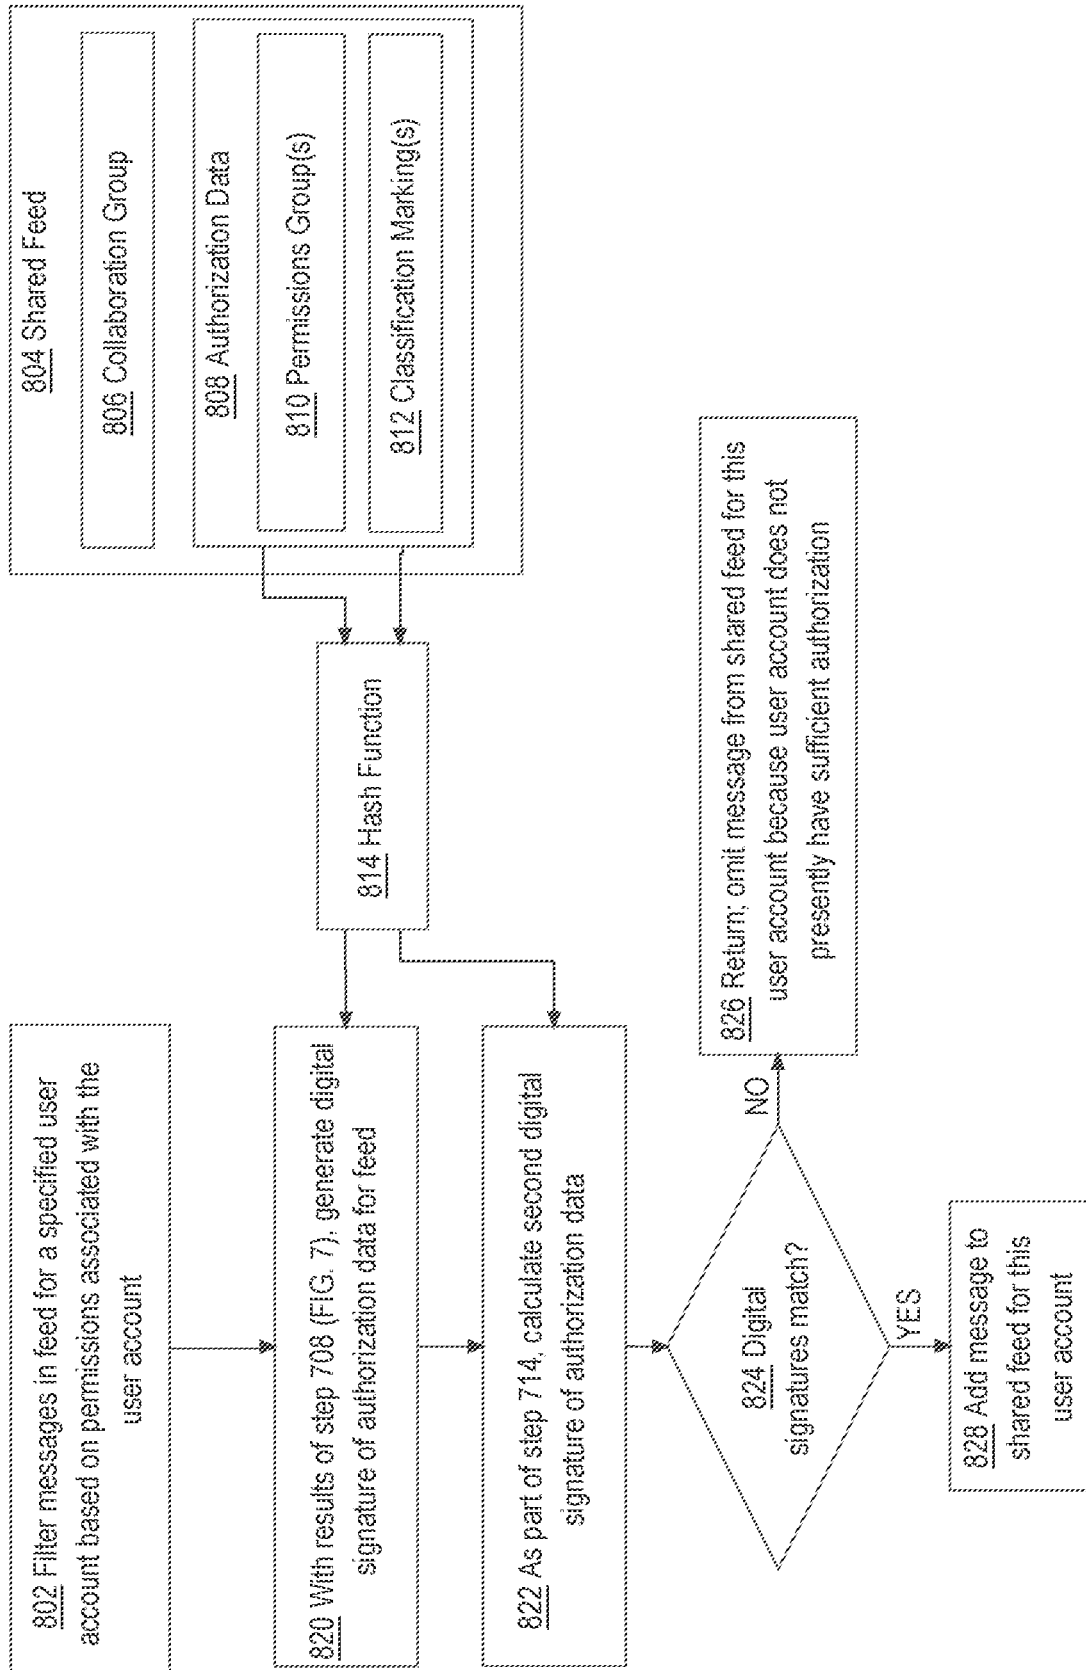 802 Filter messages in feed for a specified user
account based on permissions associated with the
user account
804 Shared Feed
806 Collaboration Group
808 Authorization Data
810 Permissions Group(s)
812 Classification Marking(s)
814 Hash Function
820 With results of step 708 (FIG. 7), generate digital
signature of authorization data for feed
822 As part of step 714, calculate second digital
signature of authorization data
824 Digital
signatures match?
NO
826 Return; omit message from shared feed for this
user account because user account does not
presently have sufficient authorization
YES
828 Add message to
shared feed for this
user account